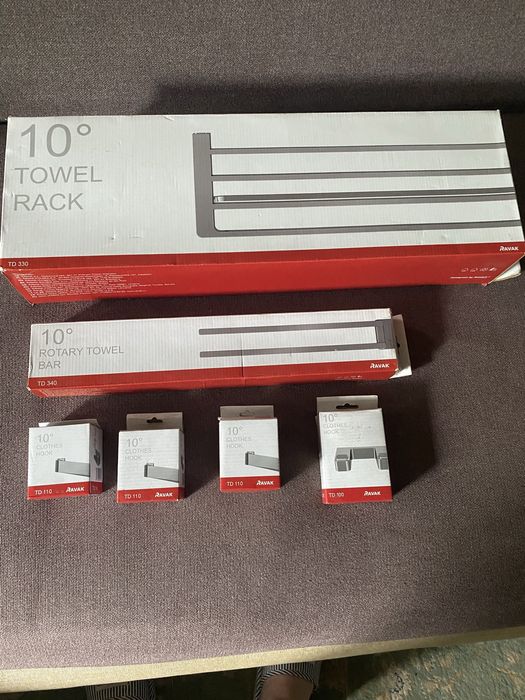 10°
TOWEL
RACK
RAVAK
TD 330
10°
ROTARY TOWEL
BAR
TD 340
RAVAK
10°
CLOTHES
HOOK
TD 110
RAVAK
10°
CLOTHES
HOOK
TD 110
RAVAK
10°
CLOTHES
HOOK
TD 110
RAVAK
10°
CLOTHES
HOOK
TD 100
RAVAK